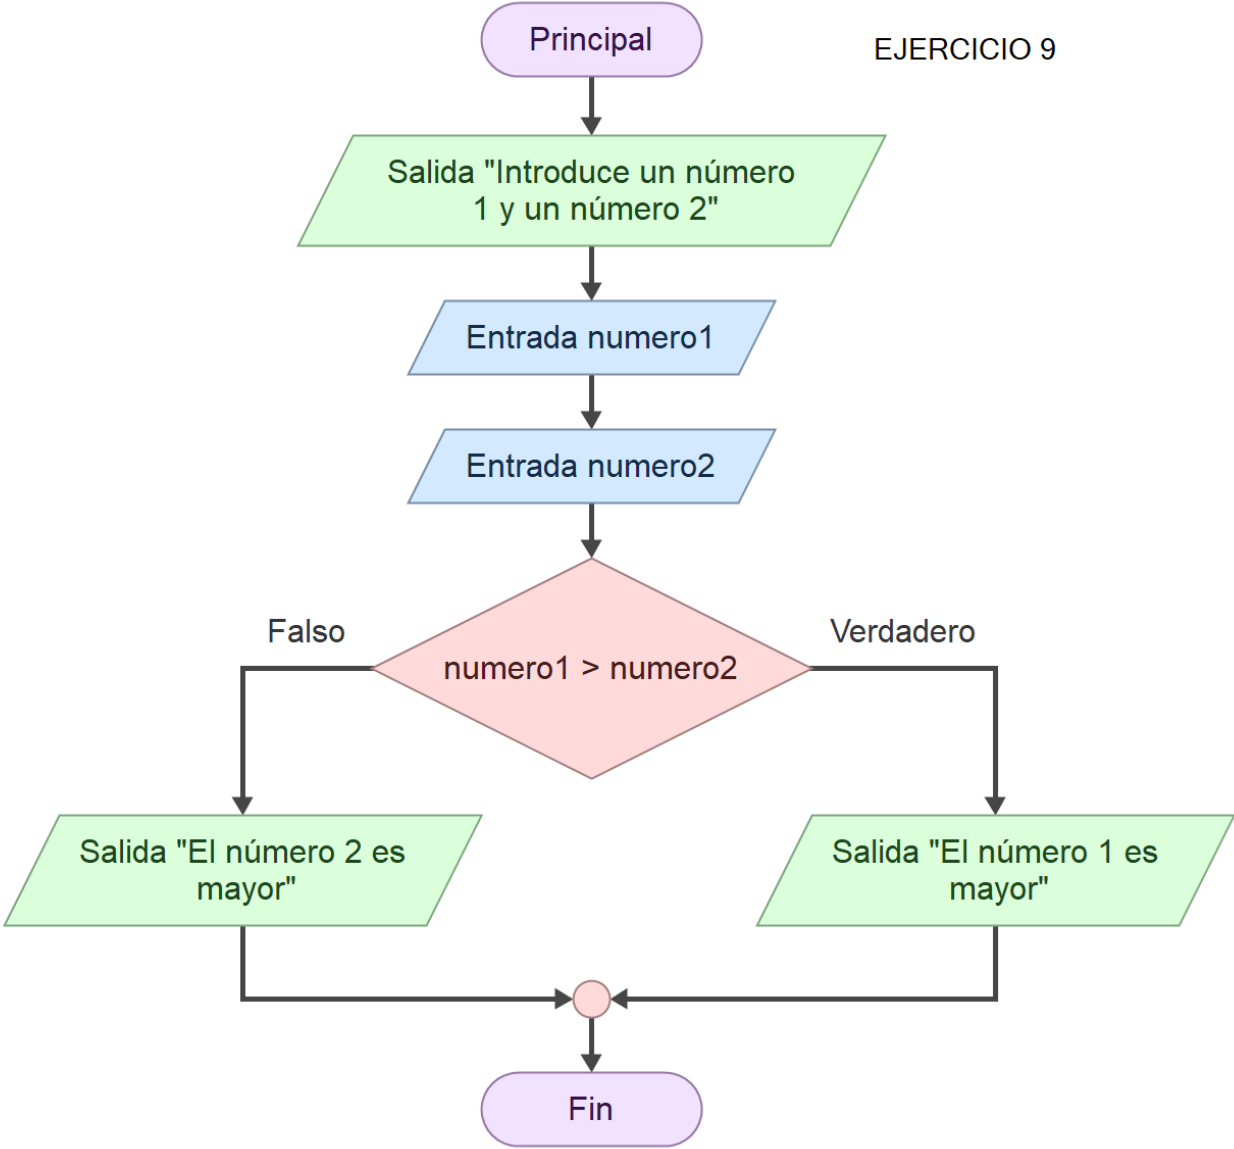 Principal
EJERCICIO 9
Salida "Introduce un número
1 y un número 2"
Entrada numero1
Entrada numero2
Falso
Verdadero
numero1 > numero2
Salida "El número 2 es
mayor"
Salida "El número 1 es
mayor"
Fin